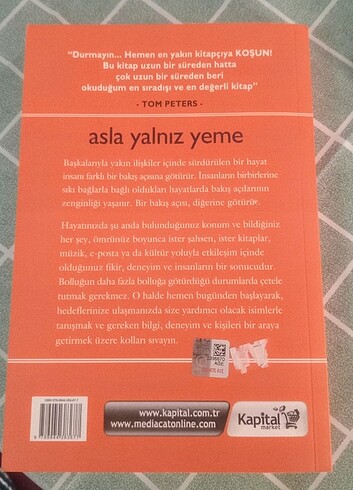 "Durmayın... Hemen en yakın kitapçıya KOŞUN!
Bu kitap uzun bir süreden hatta
çok uzun bir süreden beri
okuduğum en sıradışı ve en değerli kitap"
- TOM PETERS -
asla yalnız yeme
Başkalarıyla yakın ilişkiler içinde sürdürülen bir hayat
insanı farklı bir bakış açısına götürür. İnsanların birbirlerine
sıkı bağlarla bağlı oldukları hayatlarda bakış açılarının
zenginliği yaşanır. Bir bakış açısı, diğerine götürür.
Hayatınızda şu anda bulunduğunuz konum ve bildiğiniz
her şey, ömrünüz boyunca ister şahsen, ister kitaplar,
müzik, e-posta ya da kültür yoluyla etkileşim içinde
olduğunuz fikir, deneyim ve insanların bir sonucudur.
Bolluğun daha fazla bolluğa götürdüğü durumlarda çetele
tutmak gerekmez. O halde hemen bugünden başlayarak,
hedeflerinize ulaşmanızda size yardımcı olacak isimlerle
tanışmak ve gereken bilgi, deneyim ve kişileri bir araya
getirmek üzere kolları sıvayın.
www.kapital.com.tr
www.mediacatonline.com
Kapital
market